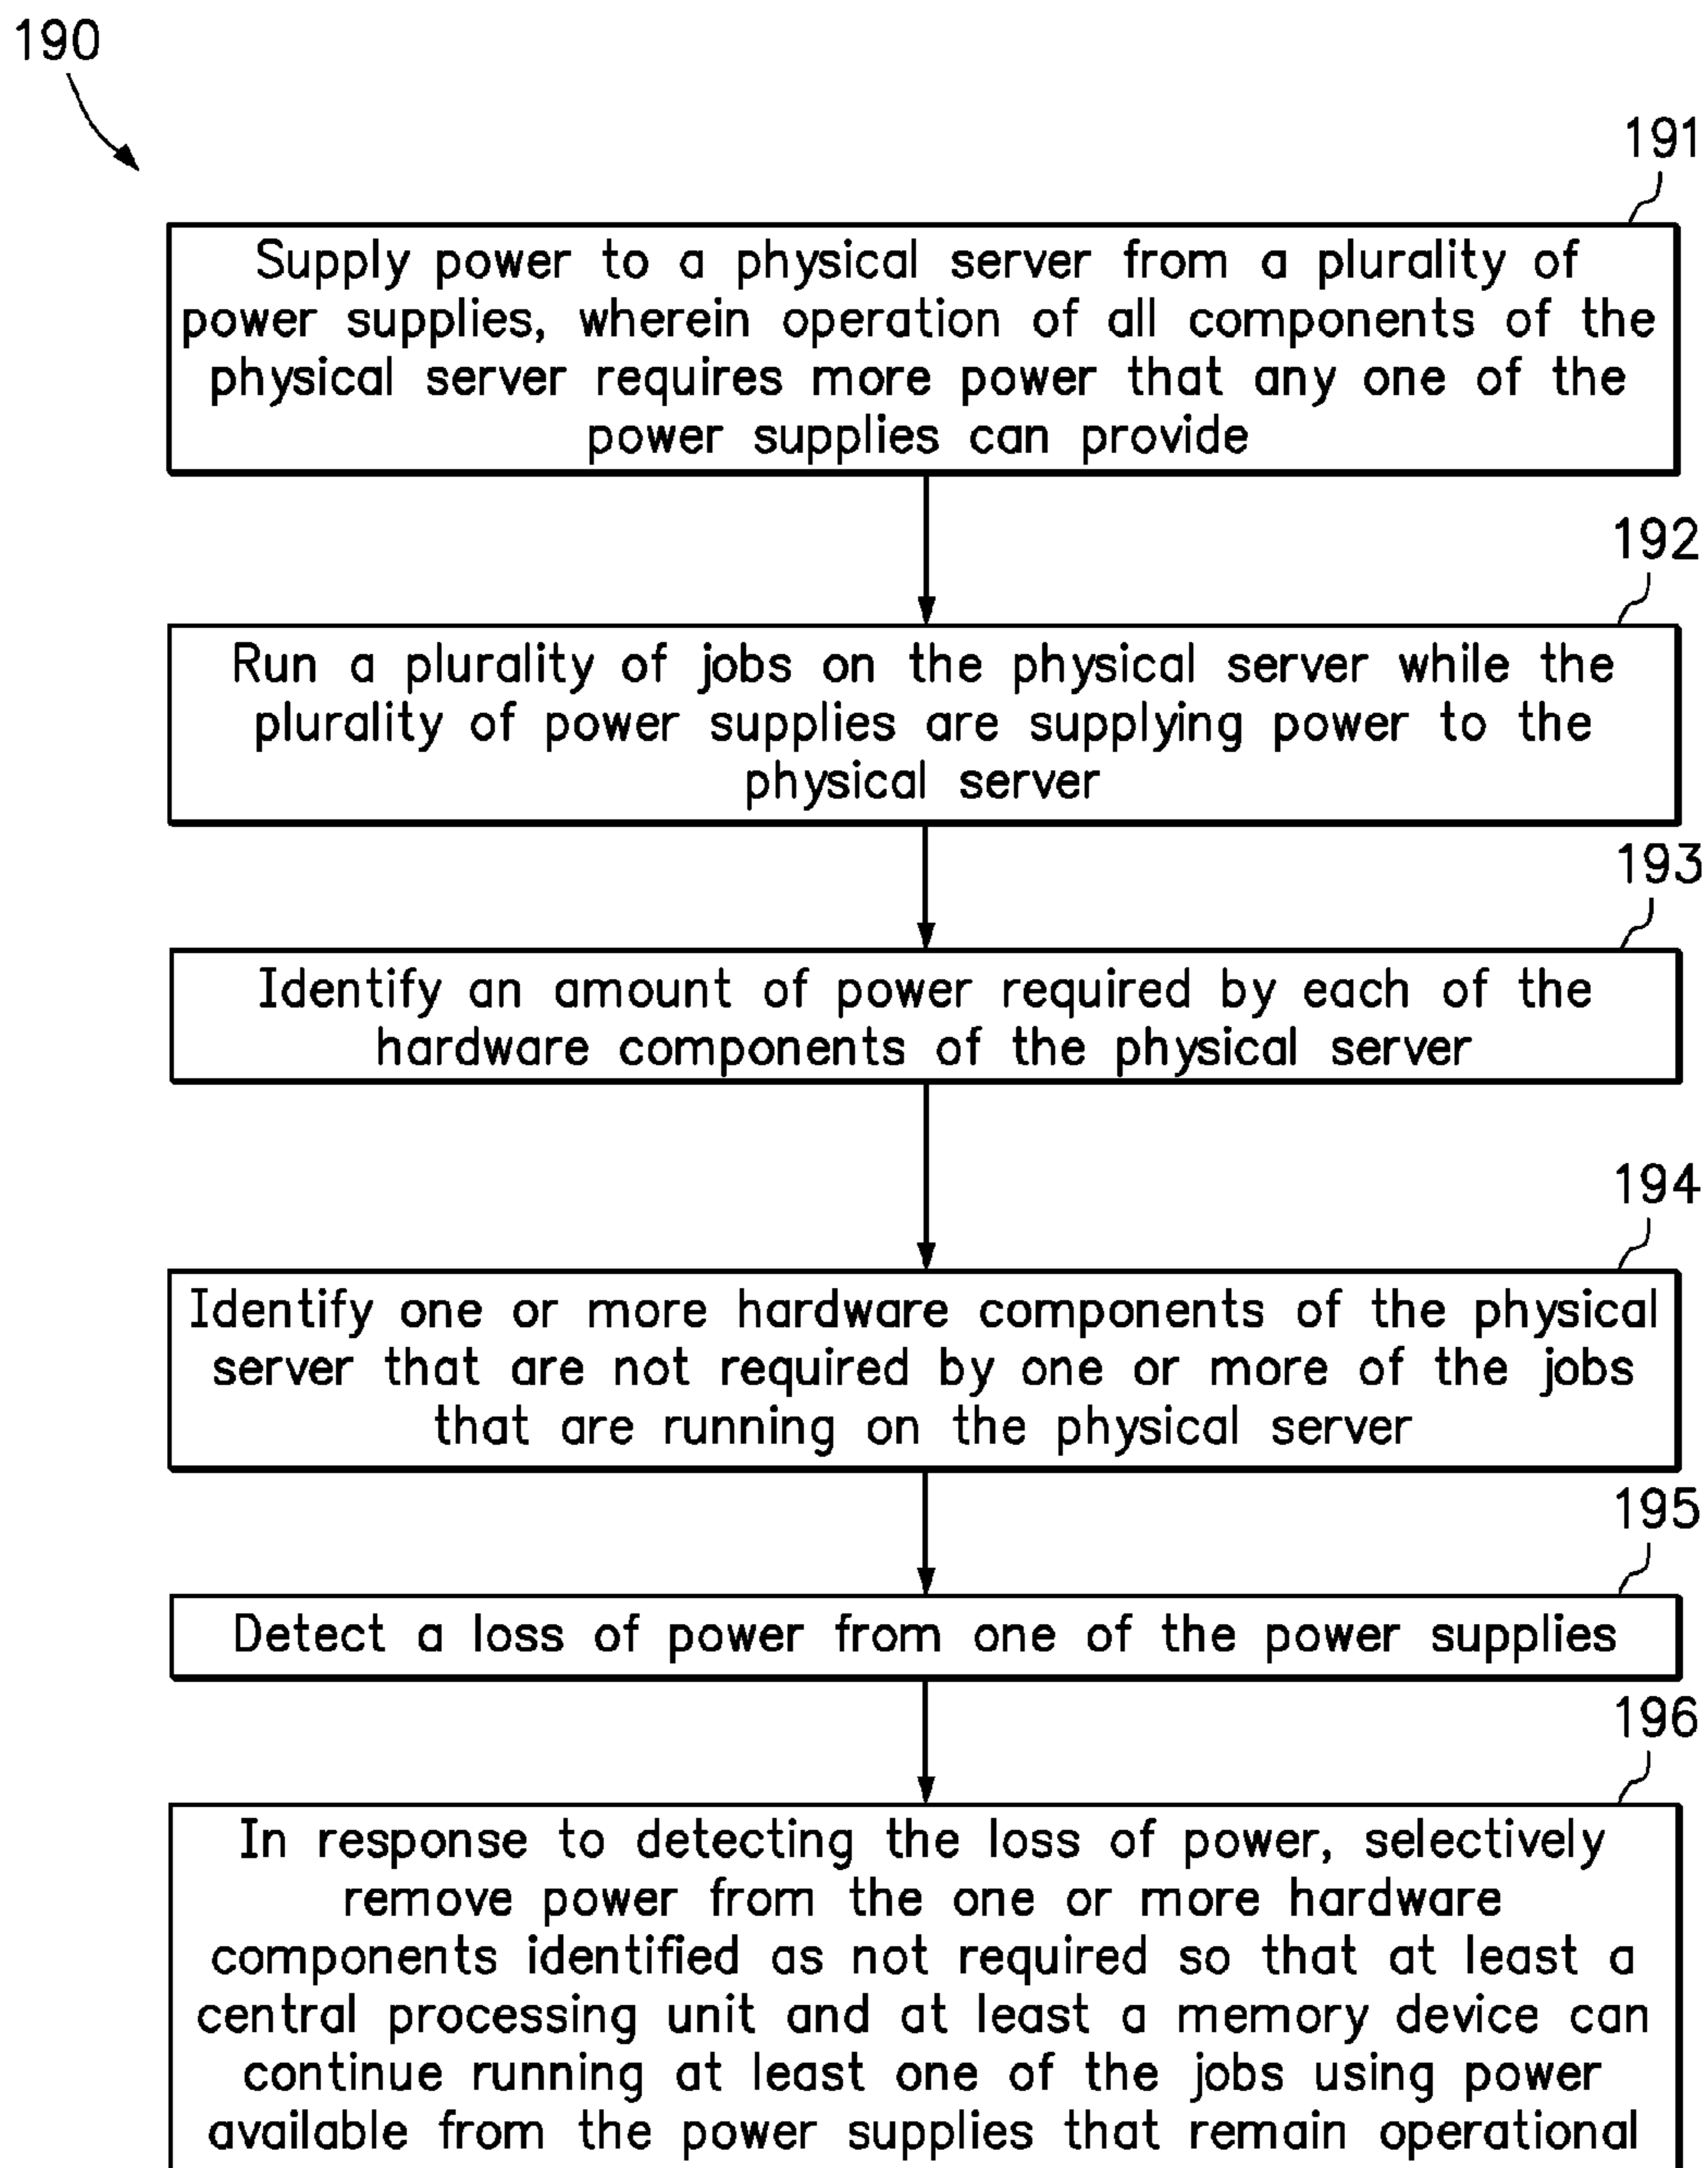 190
191
Supply power to a physical server from a plurality of
power supplies, wherein operation of all components of the
physical server requires more power that any one of the
power supplies can provide
192
Run a plurality of jobs on the physical server while the
plurality of power supplies are supplying power to the
physical server
193
Identify an amount of power required by each of the
hardware components of the physical server
194
Identify one or more hardware components of the physical
server that are not required by one or more of the jobs
that are running on the physical server
195
Detect a loss of power from one of the power supplies
196
In response to detecting the loss of power, selectively
remove power from the one or more hardware
components identified as not required so that at least a
central processing unit and at least a memory device can
continue running at least one of the jobs using power
available from the power supplies that remain operational